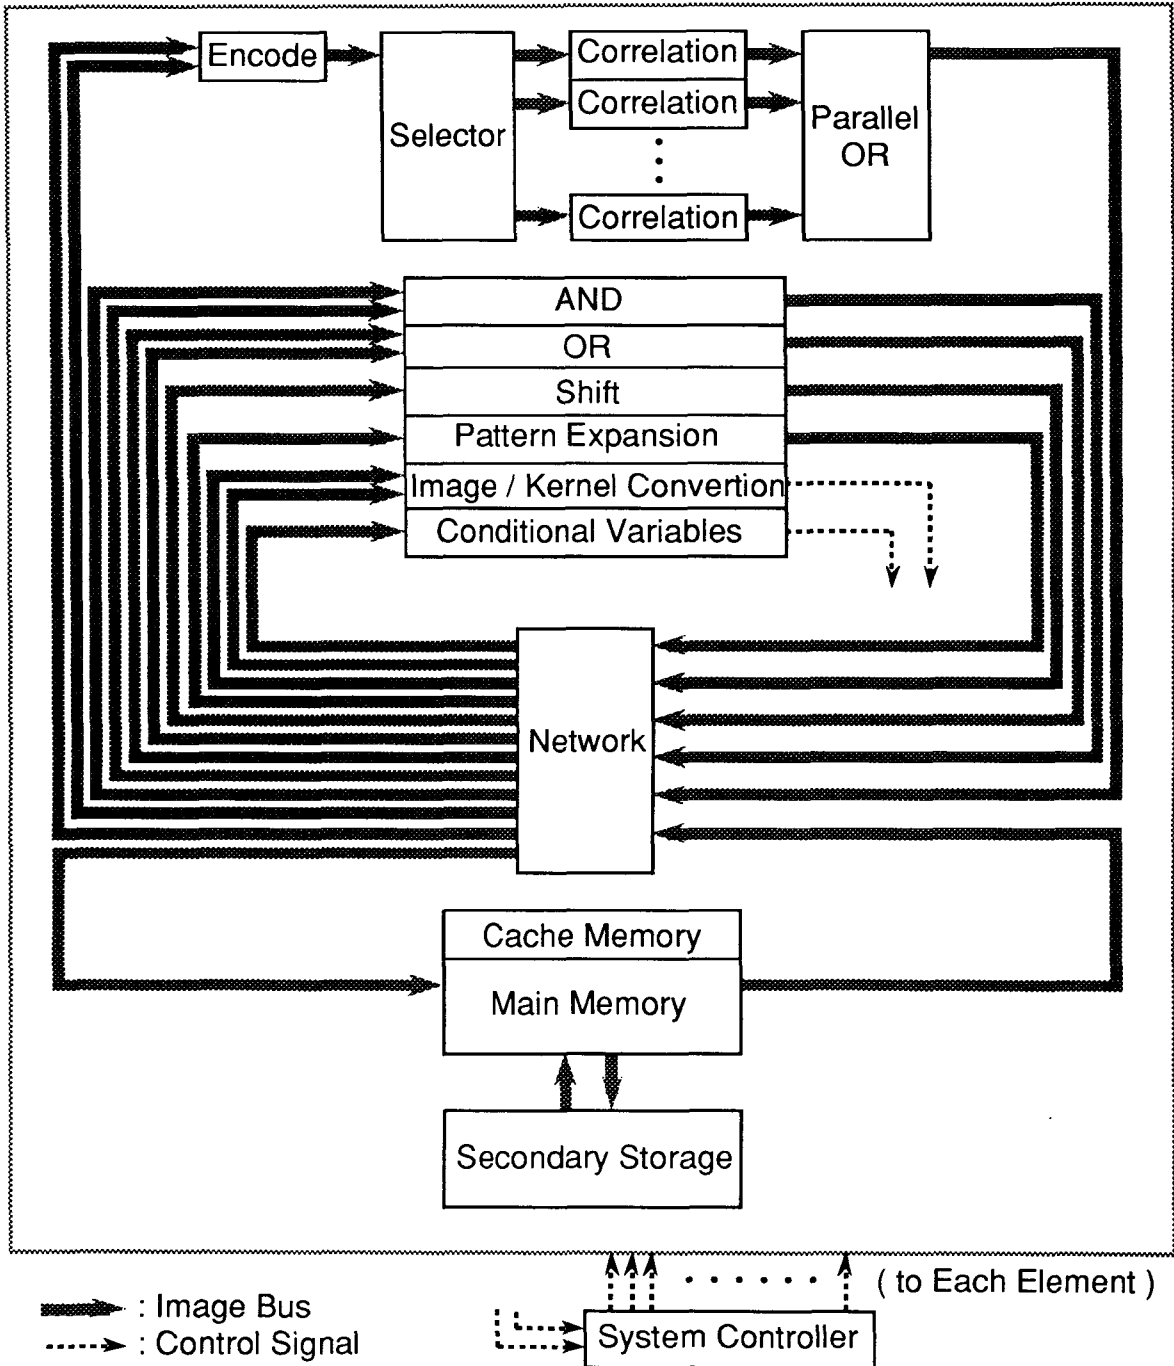 Encode
Selector
Correlation
Correlation
Correlation
Parallel
OR
AND
OR
Shift
Pattern Expansion
Image / Kernel Convertion
Conditional Variables
Network
Cache Memory
Main Memory
Secondary Storage
( to Each Element )
: Image Bus
: Control Signal
System Controller